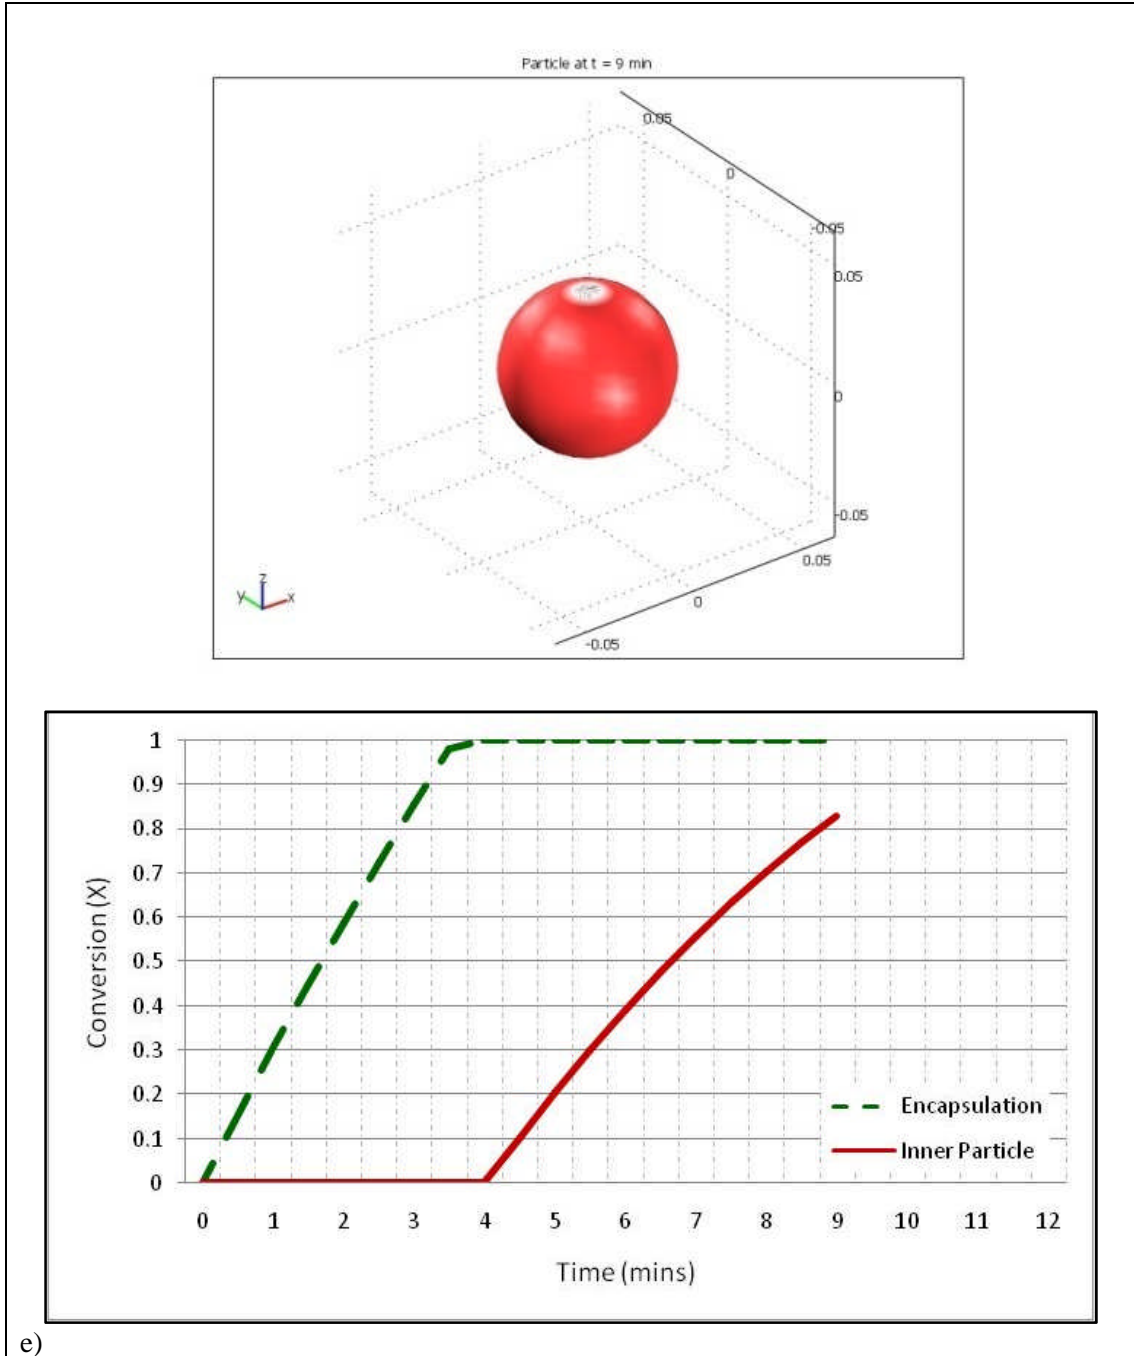 Particle at t = 9 min
0.05
0
-0.05
0.05
0
-0.05
0.05
0
-0.05
z
y
x
1
0.9
0.8
0.7
0.6
0.5
0.4
0.3
0.2
0.1
0
Conversion (X)
Encapsulation
Inner Particle
0 1 2 3 4 5 6 7 8 9 10 11 12
Time (mins)
e)